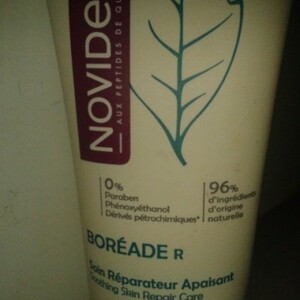 NOVIDE
AUX PEPTIDES DE QU
0%
Paraben
Phénoxyéthanol
Dérivés pétrochimiques*
96%
d'ingrédients
d'origine
naturelle
BORÉADE R
Soin Réparateur Apaisant
Soothing Skin Repair Care